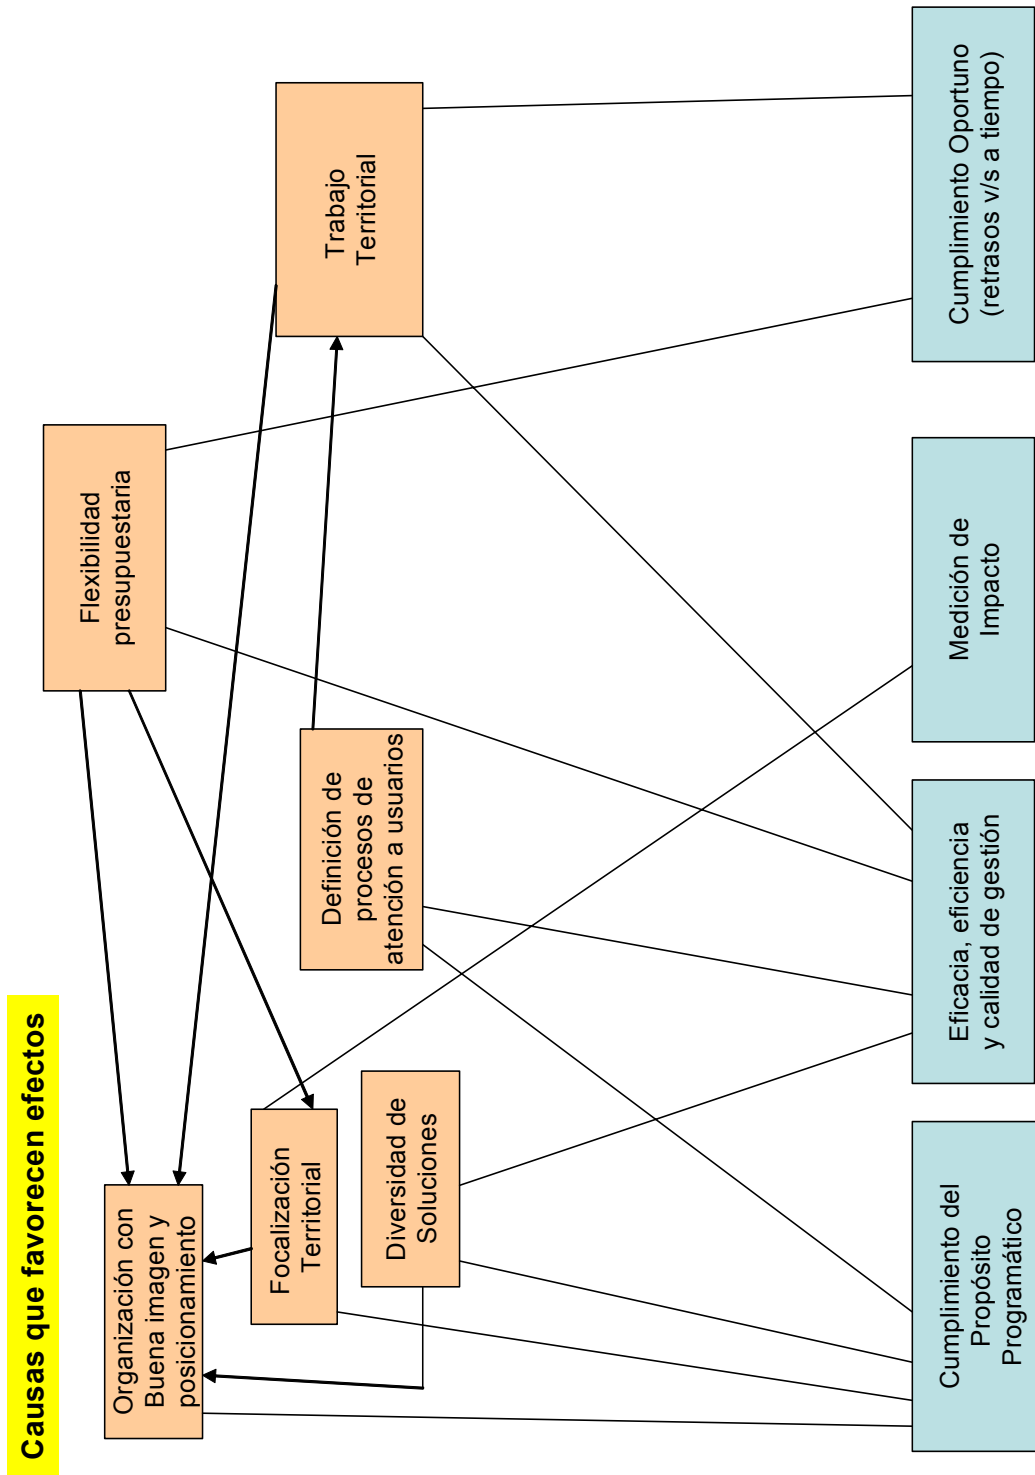 Causas que favorecen efectos
Organización con
Buena imagen y
posicionamiento
Flexibilidad
presupuestaria
Focalización
Territorial
Definición de
procesos de
atención a usuarios
Trabajo
Territorial
Diversidad de
Soluciones
Cumplimiento del
Propósito
Programático
Eficacia, eficiencia
y calidad de gestión
Medición de
Impacto
Cumplimiento Oportuno
(retrasos v/s a tiempo)